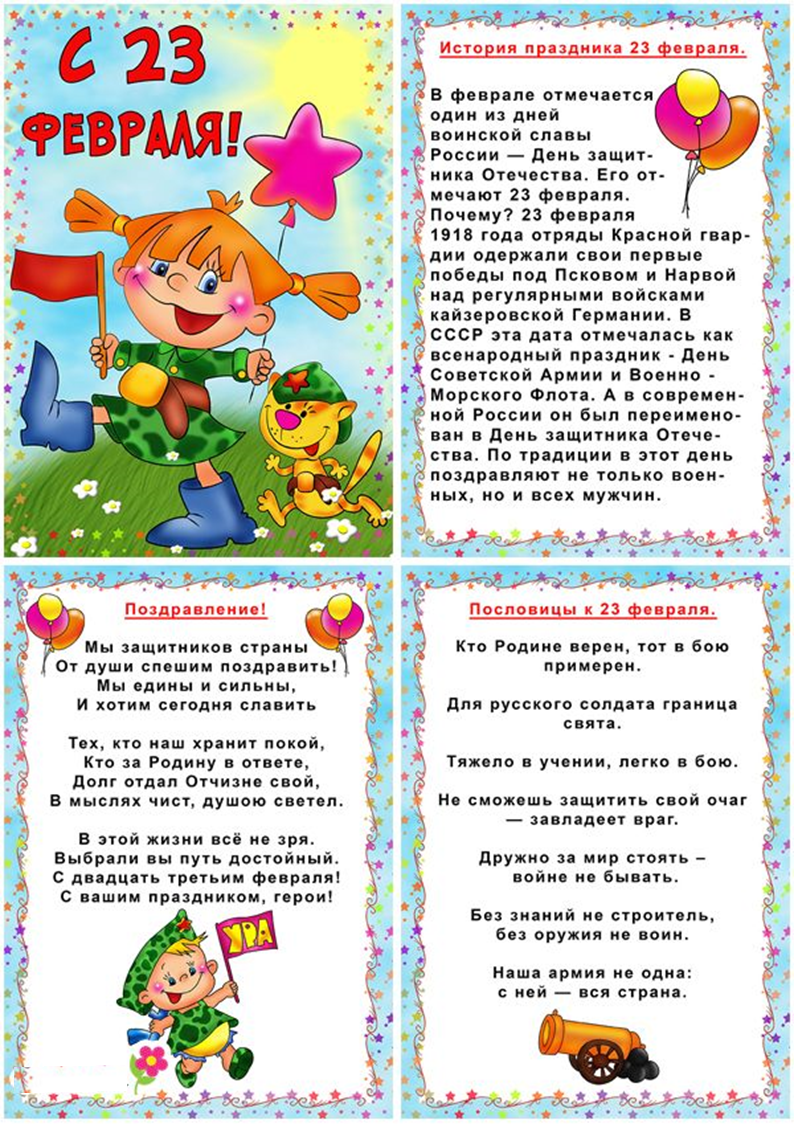 С 23
ФЕВРАЛЯ!
История праздника 23 февраля.
В феврале отмечается
один из дней
воинской славы
России — День защит-
ника Отечества. Его от-
мечают 23 февраля.
Почему? 23 февраля
1918 года отряды Красной гвар-
дии одержали свои первые
победы под Псковом и Нарвой
над регулярными войсками
кайзеровской Германии. В
СССР эта дата отмечалась как
всенародный праздник - День
Советской Армии и Военно -
Морского Флота. А в современ-
ной России он был переимено-
ван в День защитника Отече-
ства. По традиции в этот день
поздравляют не только воен-
ных, но и всех мужчин.
Поздравление!
Мы защитников страны
От души спешим поздравить!
Мы едины и сильны,
И хотим сегодня славить
Тех, кто наш хранит покой,
Кто за Родину в ответе,
Долг отдал Отчизне свой,
В мыслях чист, душою светел.
В этой жизни всё не зря.
Выбрали вы путь достойный.
С двадцать третьим февраля!
С вашим праздником, герои!
УРА
Пословицы к 23 февраля.
Кто Родине верен, тот в бою
примерен.
Для русского солдата граница
свята.
Тяжело в учении, легко в бою.
Не сможешь защитить свой очаг
— завладеет враг.
Дружно за мир стоять –
войне не бывать.
Без знаний не строитель,
без оружия не воин.
Наша армия не одна:
с ней — вся страна.